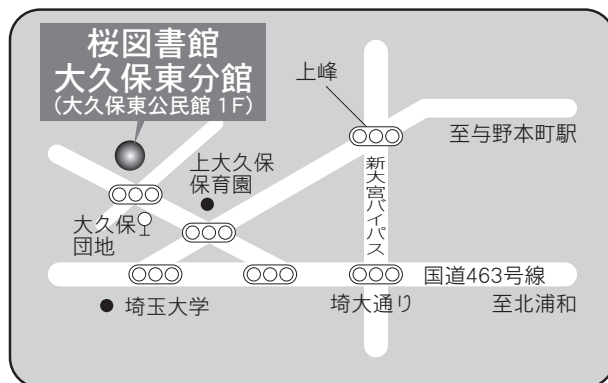 桜図書館
大久保東分館
(大久保東公民館 1F)
上峰
至与野本町駅
上大久保
保育園
新大宮バイパス
大久保
団地
国道463号線
埼玉大学
埼大通り
至北浦和